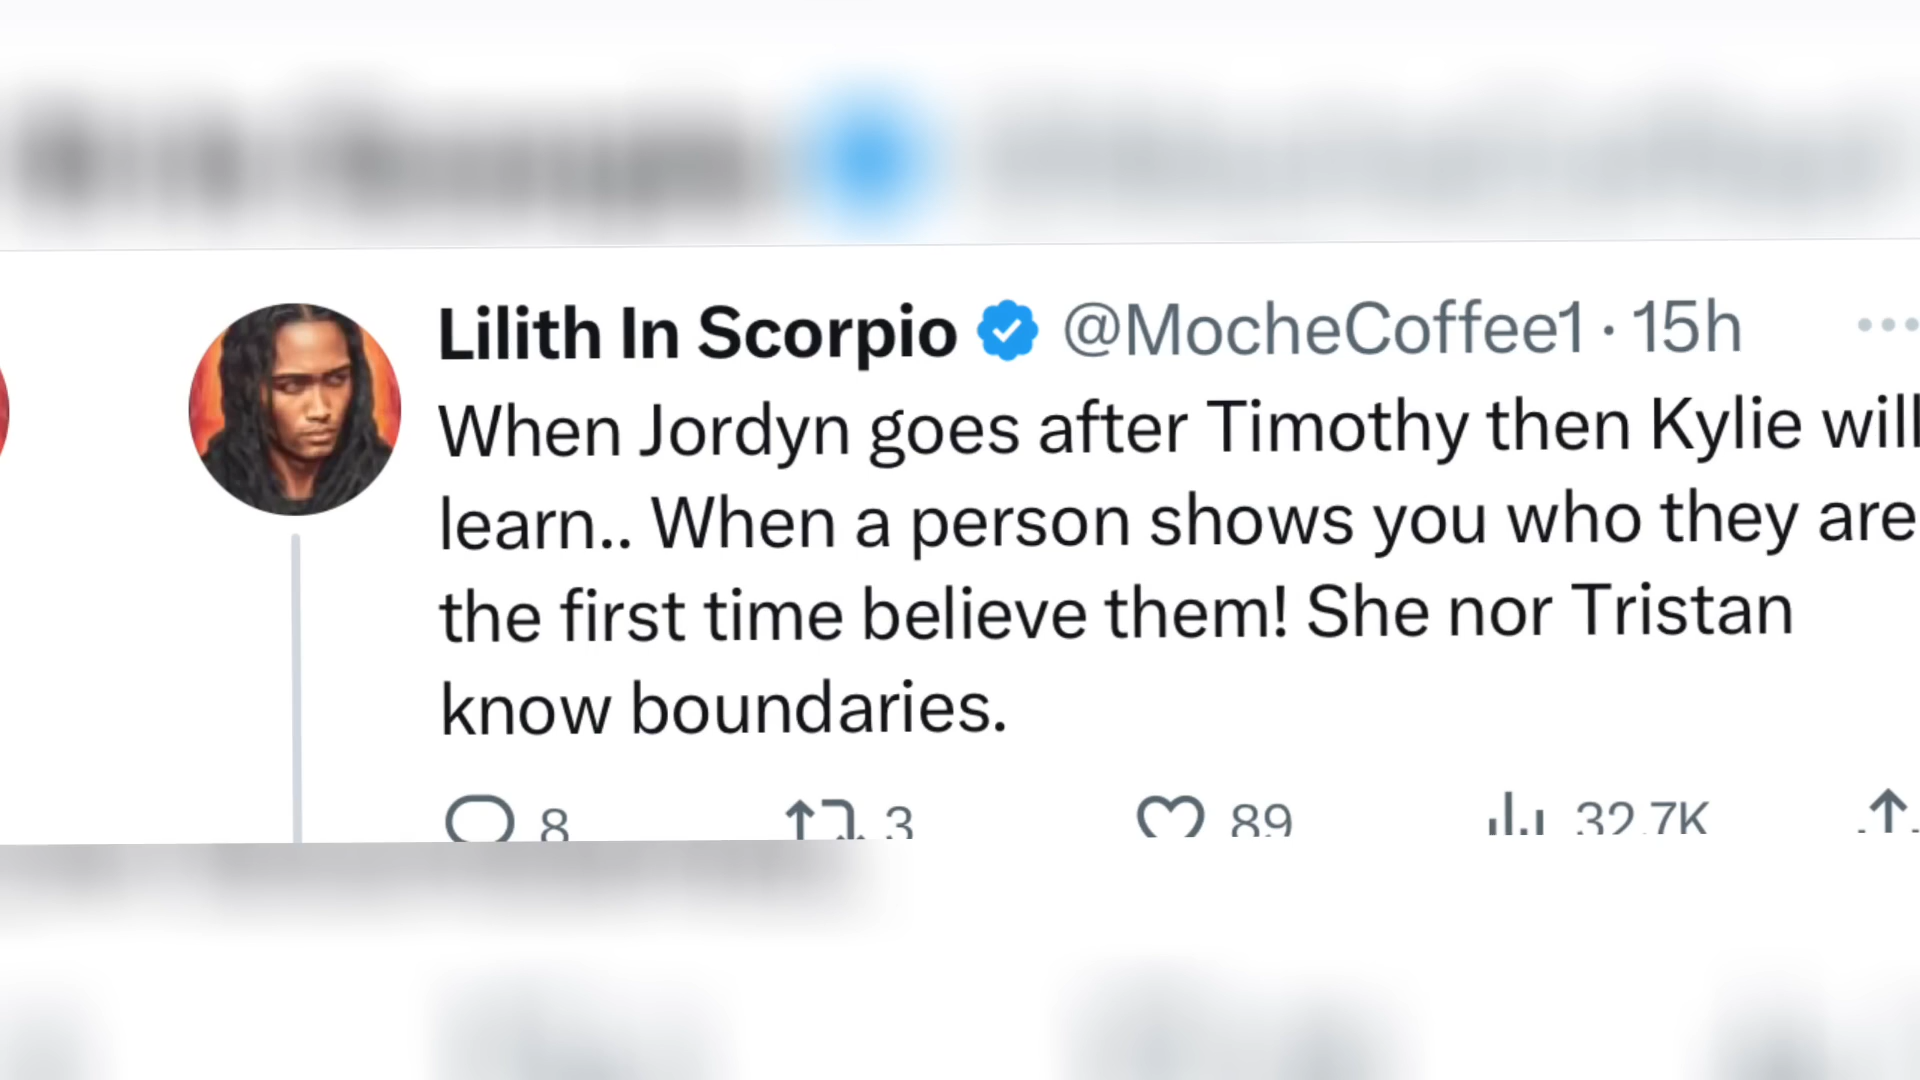 Lilith In Scorpio @MocheCoffee1 · 15h
When Jordyn goes after Timothy then Kylie will
learn.. When a person shows you who they are
the first time believe them! She nor Tristan
know boundaries.
8 3 89 32.7K